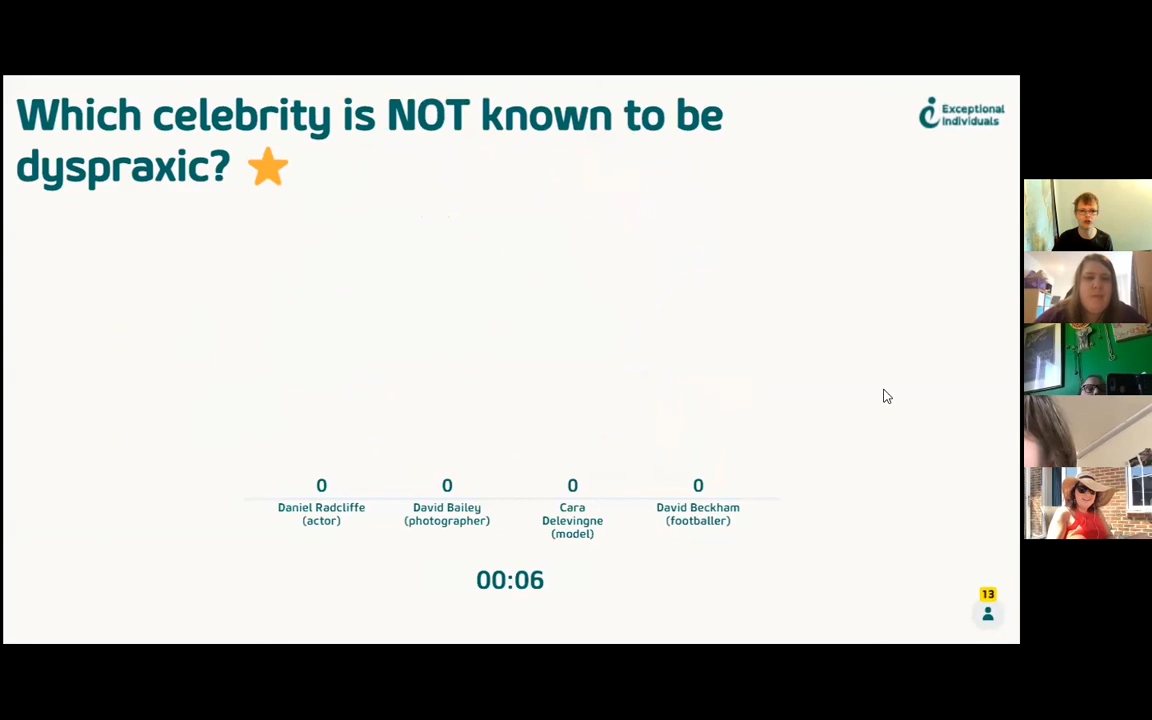 Which celebrity is NOT known to be
dyspraxic?
Exceptional
Individuals
0 0 0 0
Daniel Radcliffe
(actor)
David Bailey
(photographer)
Cara
Delevingne
(model)
David Beckham
(footballer)
00:06
13